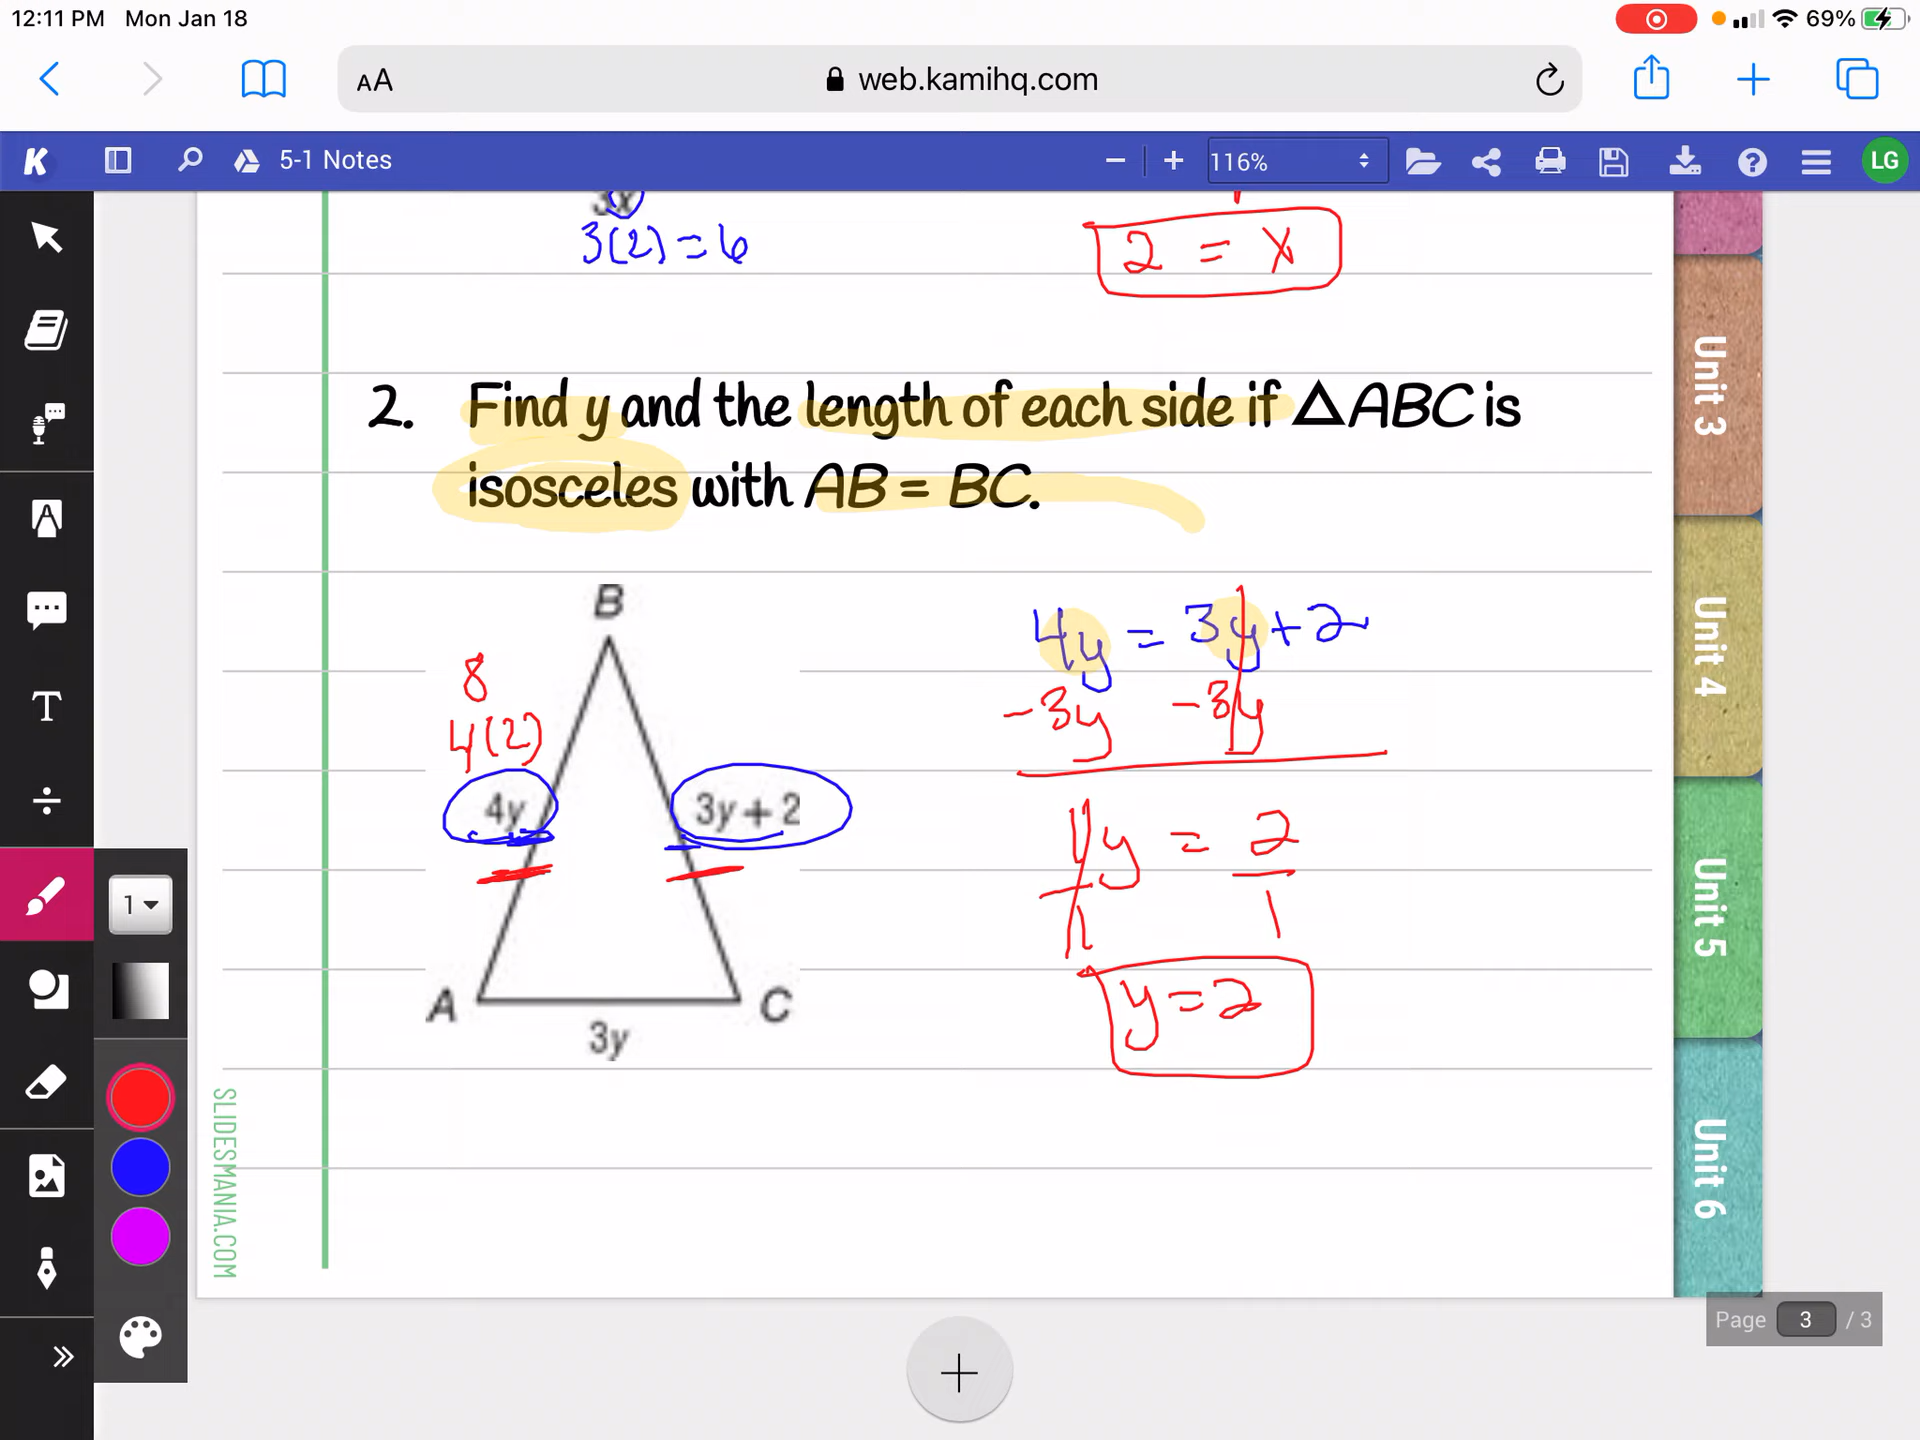 12:11 PM Mon Jan 18
69%
AA
web.kamihq.com
K
5-1 Notes
116%
LG
3x
3(2)=6
2 = x
2. Find y and the length of each side if △ABC is
isosceles with AB = BC.
B
8
4(2)
4y
3y + 2
A
C
3y
4y = 3y+2
-3y -3y
1y = 2
1 1
y=2
Unit 3
Unit 4
Unit 5
Unit 6
T
1
SLIDESMANIA.COM
Page 3 / 3